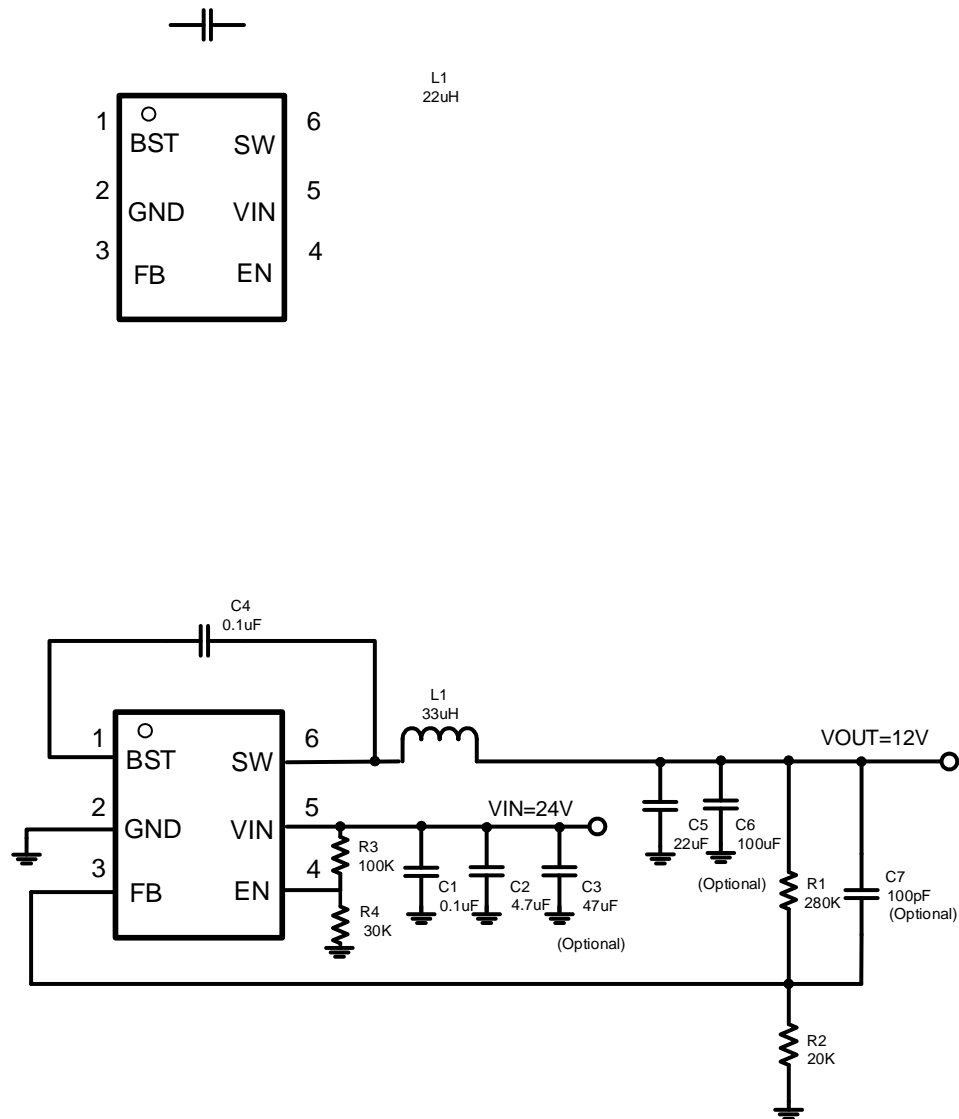 L1
22uH
1
BST
SW
6
2
GND
VIN
5
3
FB
EN
4
C4
0.1uF
L1
33uH
VOUT=12V
1
BST
SW
6
2
GND
VIN
5
VIN=24V
3
FB
EN
4
R3
100K
R4
30K
C1
0.1uF
C2
4.7uF
C3
47uF
(Optional)
C5
22uF
C6
100uF
(Optional)
R1
280K
C7
100pF
(Optional)
R2
20K